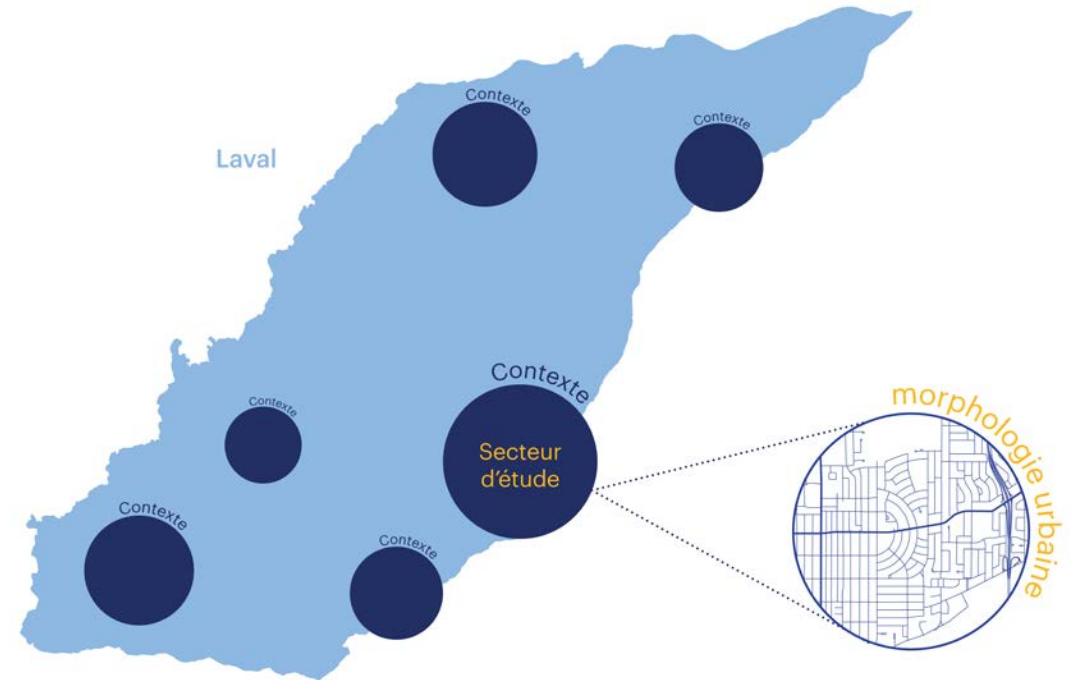 Contexte
Contexte
Laval
Contexte
Secteur
d'étude
morphologie urbaine
Contexte
Contexte
Contexte